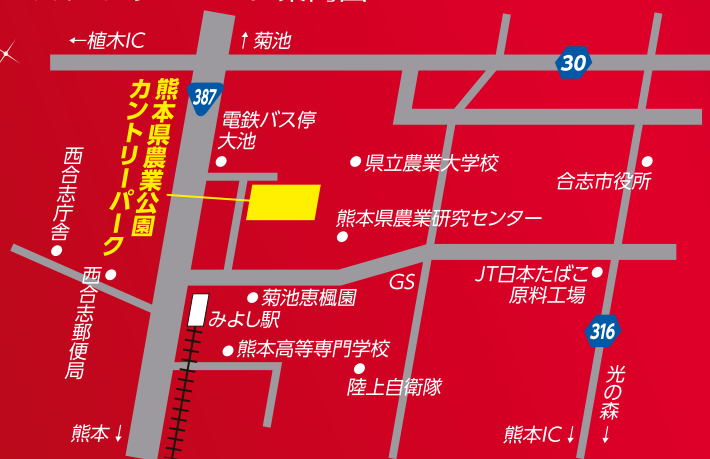 ←植木IC
↑菊池
30
387
熊本県農業公園
カントリーパーク
電鉄バス停
大池
県立農業大学校
合志市役所
西合志庁舎
熊本県農業研究センター
西合志郵便局
GS
JT日本たばこ
原料工場
菊池恵楓園
みよし駅
316
熊本高等専門学校
陸上自衛隊
光の森↓
熊本↓
熊本IC↓